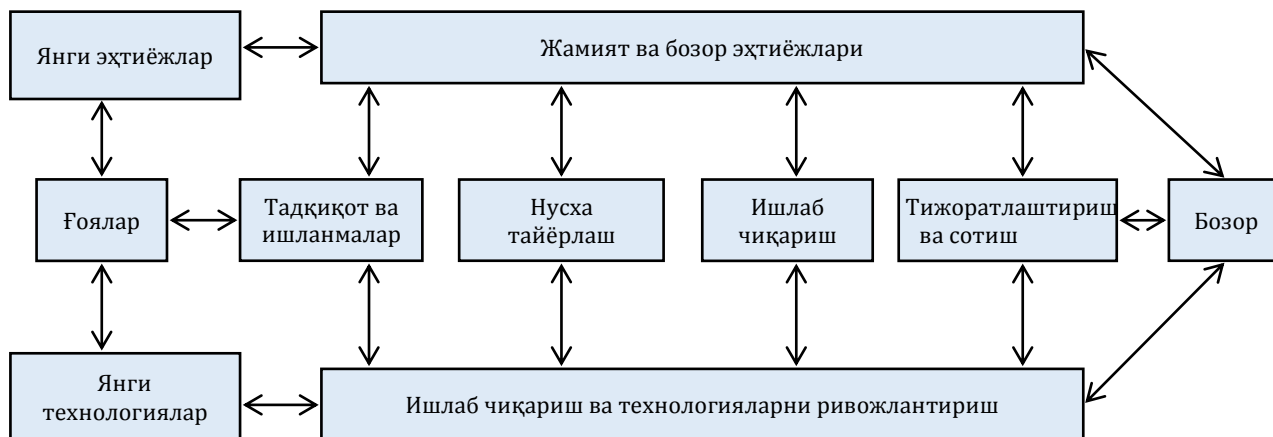 Янги эҳтиёжлар
Жамият ва бозор эҳтиёжлари
Ғоялар
Тадқиқот ва
ишланмалар
Нусха
тайёрлаш
Ишлаб
чиқариш
Тижоратлаштириш
ва сотиш
Бозор
Янги
технологиялар
Ишлаб чиқариш ва технологияларни ривожлантириш